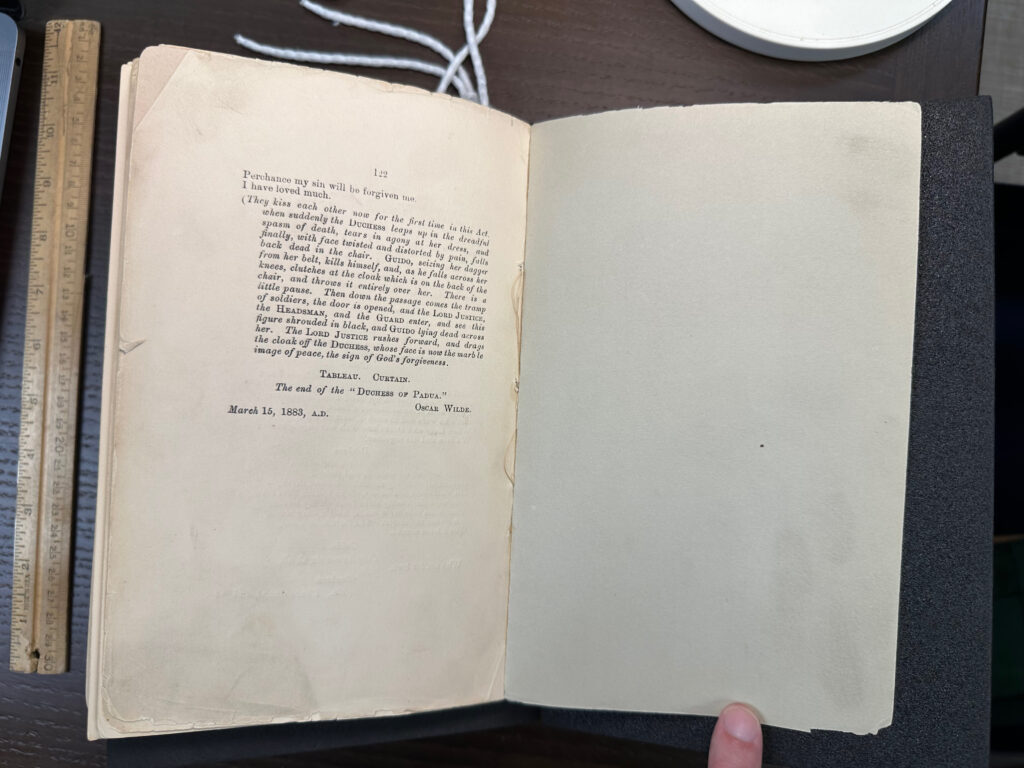 122
Perchance my sin will be forgiven me.
I have loved much.
(They kiss each other now for the first time in this Act,
when suddenly the DUCHESS leaps up in the dreadful
spasm of death, tears in agony at her dress, and
finally, with face twisted and distorted by pain, falls
back dead in the chair. GUIDO, seizing her dagger
from her belt, kills himself, and, as he falls across her
knees, clutches at the cloak which is on the back of the
chair, and throws it entirely over her. There is a
little pause. Then down the passage comes the tramp
of soldiers, the door is opened, and the LORD JUSTICE,
the HEADSMAN, and the GUARD enter, and see this
figure shrouded in black, and GUIDO lying dead across
her. The LORD JUSTICE rushes forward, and drags
the cloak off the DUCHESS, whose face is now the marble
image of peace, the sign of God's forgiveness.
TABLEAU. CURTAIN.
The end of the "DUCHESS OF PADUA."
OSCAR WILDE.
March 15, 1883, A.D.